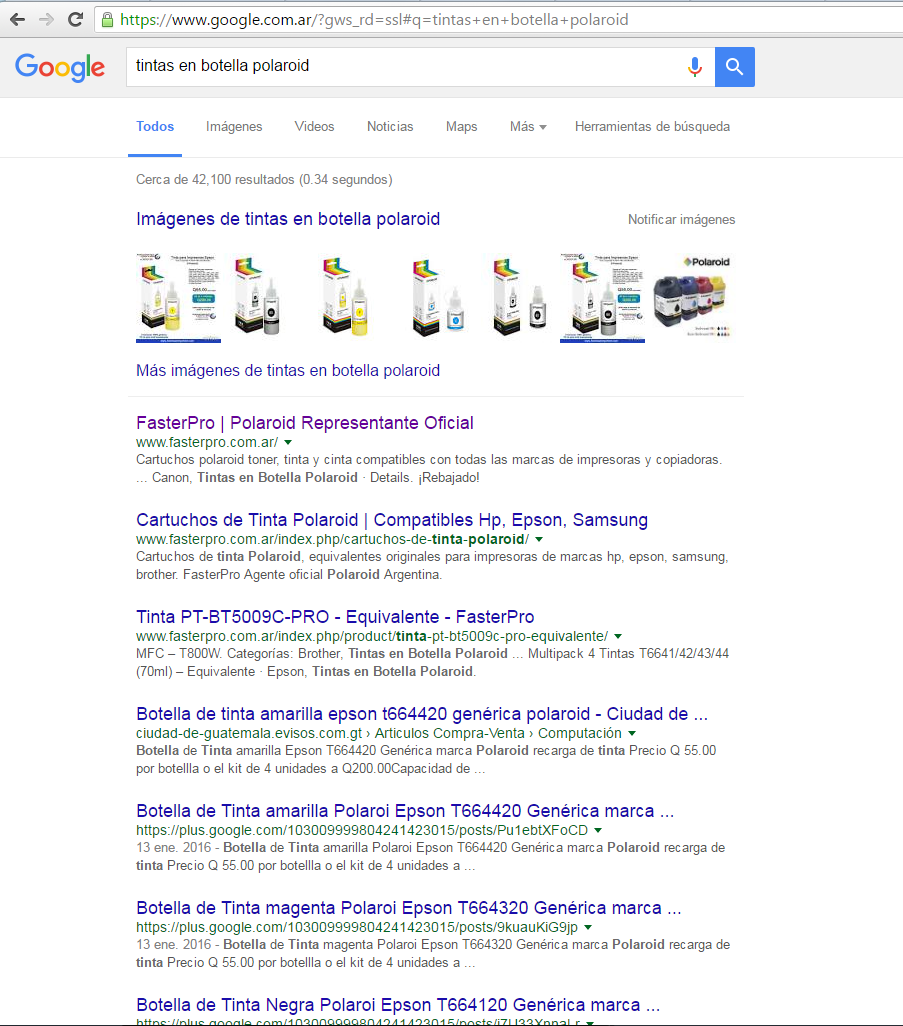 https://www.google.com.ar/?gws_rd=ssl#q=tintas+en+botella+polaroid
Google
tintas en botella polaroid
Todos Imágenes Videos Noticias Maps Más Herramientas de búsqueda
Cerca de 42,100 resultados (0.34 segundos)
Imágenes de tintas en botella polaroid Notificar imágenes
Polaroid
Más imágenes de tintas en botella polaroid
FasterPro | Polaroid Representante Oficial
www.fasterpro.com.ar/
Cartuchos polaroid toner, tinta y cinta compatibles con todas las marcas de impresoras y copiadoras.
... Canon, Tintas en Botella Polaroid · Details. ¡Rebajado!
Cartuchos de Tinta Polaroid | Compatibles Hp, Epson, Samsung
www.fasterpro.com.ar/index.php/cartuchos-de-tinta-polaroid/
Cartuchos de tinta Polaroid, equivalentes originales para impresoras de marcas hp, epson, samsung,
brother. FasterPro Agente oficial Polaroid Argentina.
Tinta PT-BT5009C-PRO - Equivalente - FasterPro
www.fasterpro.com.ar/index.php/product/tinta-pt-bt5009c-pro-equivalente/
MFC – T800W. Categorías: Brother, Tintas en Botella Polaroid ... Multipack 4 Tintas T6641/42/43/44
(70ml) – Equivalente · Epson, Tintas en Botella Polaroid.
Botella de tinta amarilla epson t664420 genérica polaroid - Ciudad de ...
ciudad-de-guatemala.evisos.com.gt › Articulos Compra-Venta › Computación
Botella de Tinta amarilla Epson T664420 Genérica marca Polaroid recarga de tinta Precio Q 55.00
por botellla o el kit de 4 unidades a Q200.00Capacidad de ...
Botella de Tinta amarilla Polaroi Epson T664420 Genérica marca ...
https://plus.google.com/103009999804241423015/posts/Pu1ebtXFoCD
13 ene. 2016 - Botella de Tinta amarilla Polaroi Epson T664420 Genérica marca Polaroid recarga de
tinta Precio Q 55.00 por botellla o el kit de 4 unidades a ...
Botella de Tinta magenta Polaroi Epson T664320 Genérica marca ...
https://plus.google.com/103009999804241423015/posts/9kuauKiG9jp
13 ene. 2016 - Botella de Tinta magenta Polaroi Epson T664320 Genérica marca Polaroid recarga de
tinta Precio Q 55.00 por botellla o el kit de 4 unidades a ...
Botella de Tinta Negra Polaroi Epson T664120 Genérica marca ...